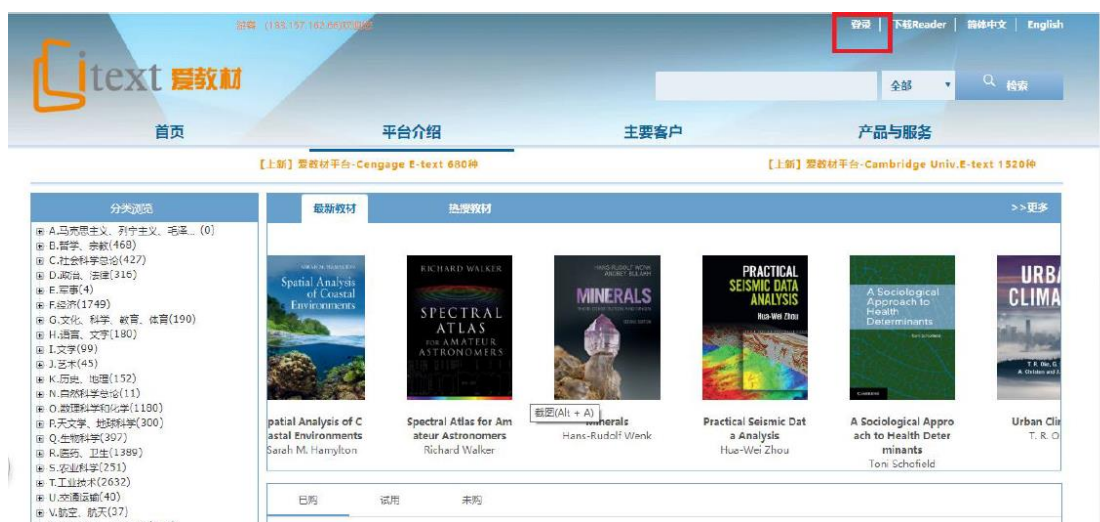 登录 | 下载Reader | 简体中文 | English
itext 爱教材
全部 检索
首页 平台介绍 主要客户 产品与服务
【上新】爱教材平台-Cengage E-text 680种 【上新】爱教材平台-Cambridge Univ.E-text 1520种
分类浏览
最新教材 热搜教材 >>更多
A.马克思主义、列宁主义、毛泽... (0)
B.哲学、宗教(468)
C.社会科学总论(427)
D.政治、法律(316)
E.军事(4)
F.经济(1749)
G.文化、科学、教育、体育(190)
H.语言、文字(180)
I.文学(99)
J.艺术(45)
K.历史、地理(152)
N.自然科学总论(11)
O.数理科学和化学(1180)
P.天文学、地球科学(300)
Q.生物科学(397)
R.医药、卫生(1389)
S.农业科学(251)
T.工业技术(2632)
U.交通运输(40)
V.航空、航天(37)
Spatial Analysis
of Coastal
Environments
RICHARD WALKER
SPECTRAL
ATLAS
FOR AMATEUR
ASTRONOMERS
MINERALS
PRACTICAL
SEISMIC DATA
ANALYSIS
Hua-Wei Zhou
A Sociological
Approach to
Health
Determinants
URBA
CLIMA
截图(Alt + A)
patial Analysis of C
astal Environments
Sarah M. Hamylton
Spectral Atlas for Am
ateur Astronomers
Richard Walker
Minerals
Hans-Rudolf Wenk
Practical Seismic Dat
a Analysis
Hua-Wei Zhou
A Sociological Appro
ach to Health Deter
minants
Toni Schofield
Urban Clim
T. R. O
已购 试用 未购